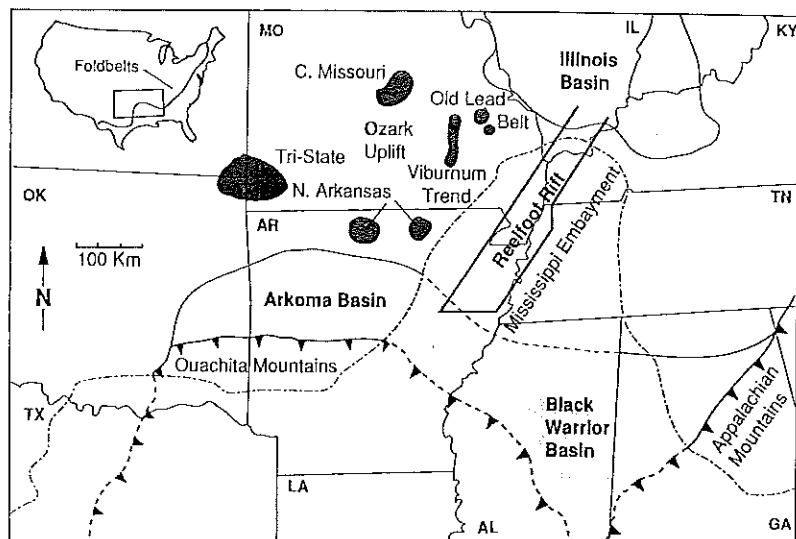 MO
IL
KY
Foldbelts
C. Missouri
Illinois
Basin
Old Lead
Belt
Ozark
Uplift
Tri-State
Viburnum
Trend
OK
N. Arkansas
TN
AR
100 Km
N
Reelfoot Rift
Mississippi Embayment
Arkoma Basin
Ouachita Mountains
TX
Black
Warrior
Basin
Appalachian
Mountains
LA
AL
GA